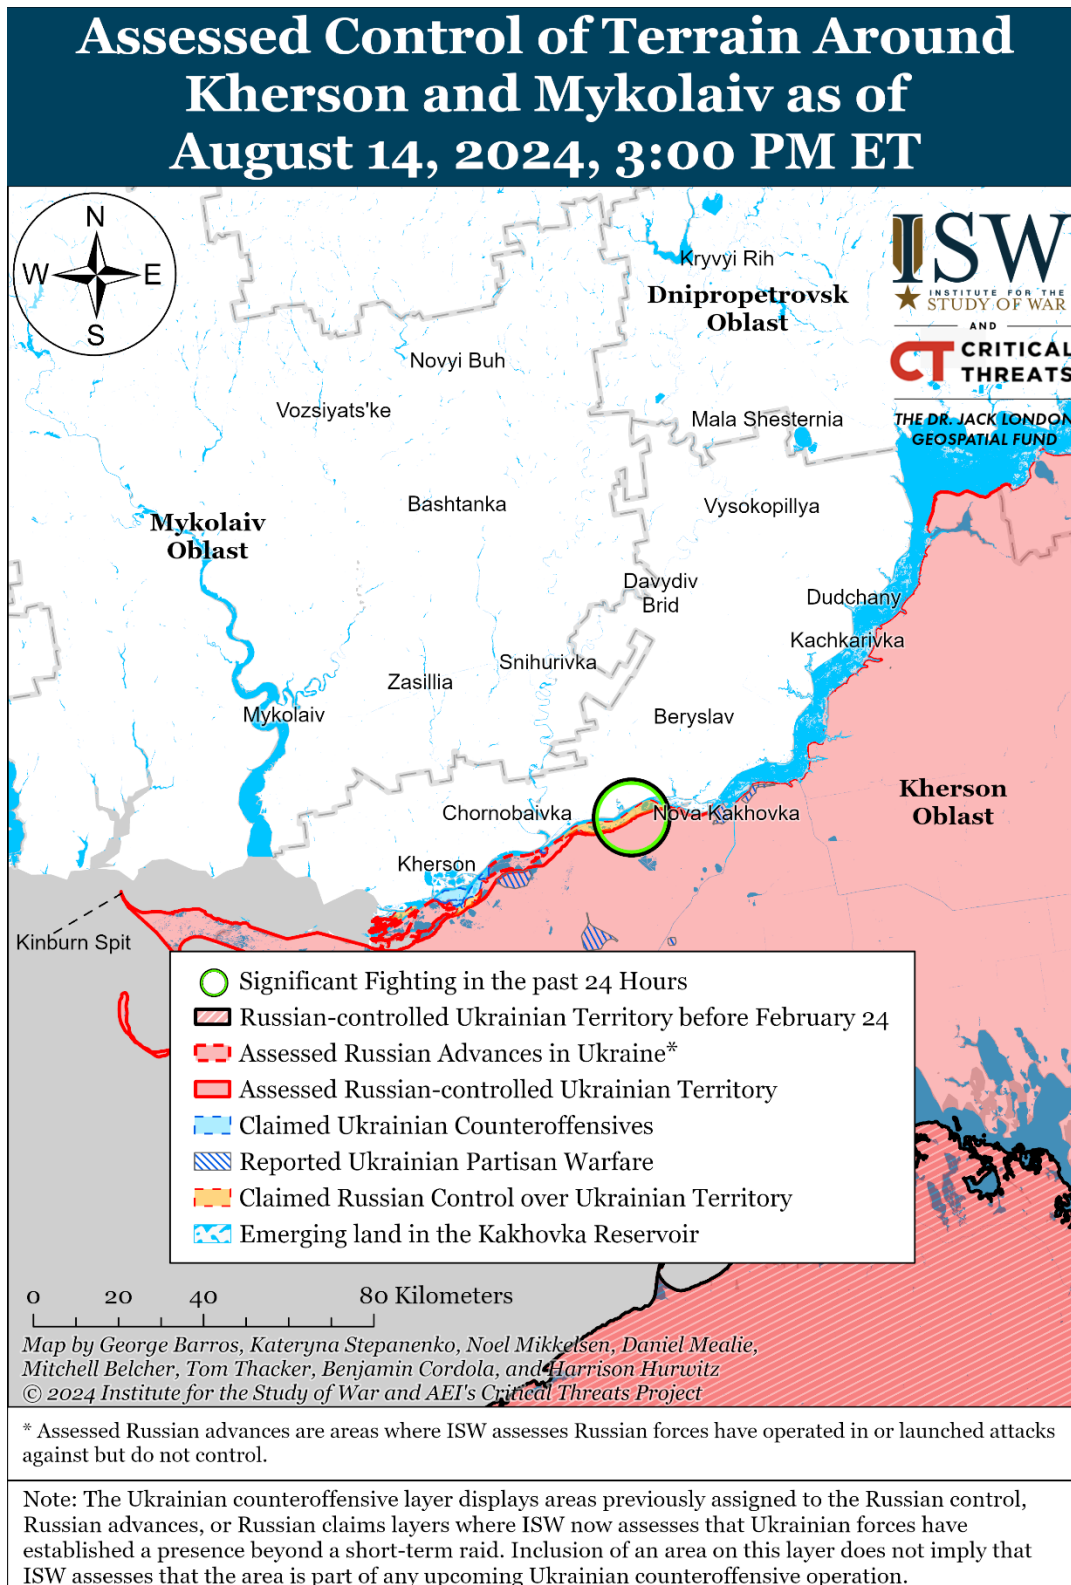 Assessed Control of Terrain Around
Kherson and Mykolaiv as of
August 14, 2024, 3:00 PM ET
N
W E
S
ISW
INSTITUTE FOR THE
STUDY OF WAR
AND
CT CRITICAL
THREATS
THE DR. JACK LONDON
GEOSPATIAL FUND
Kryvyi Rih
Dnipropetrovsk
Oblast
Novyi Buh
Vozsiyats'ke
Mala Shesternia
Bashtanka
Vysokopillya
Mykolaiv
Oblast
Davydiv
Brid
Dudchany
Kachkarivka
Snihurivka
Zasillia
Mykolaiv
Beryslav
Kherson
Oblast
Chornobaivka
Nova Kakhovka
Kherson
Kinburn Spit
Significant Fighting in the past 24 Hours
Russian-controlled Ukrainian Territory before February 24
Assessed Russian Advances in Ukraine*
Assessed Russian-controlled Ukrainian Territory
Claimed Ukrainian Counteroffensives
Reported Ukrainian Partisan Warfare
Claimed Russian Control over Ukrainian Territory
Emerging land in the Kakhovka Reservoir
0 20 40 80 Kilometers
Map by George Barros, Kateryna Stepanenko, Noel Mikkelsen, Daniel Mealie,
Mitchell Belcher, Tom Thacker, Benjamin Cordola, and Harrison Hurwitz
© 2024 Institute for the Study of War and AEI's Critical Threats Project
* Assessed Russian advances are areas where ISW assesses Russian forces have operated in or launched attacks
against but do not control.
Note: The Ukrainian counteroffensive layer displays areas previously assigned to the Russian control,
Russian advances, or Russian claims layers where ISW now assesses that Ukrainian forces have
established a presence beyond a short-term raid. Inclusion of an area on this layer does not imply that
ISW assesses that the area is part of any upcoming Ukrainian counteroffensive operation.